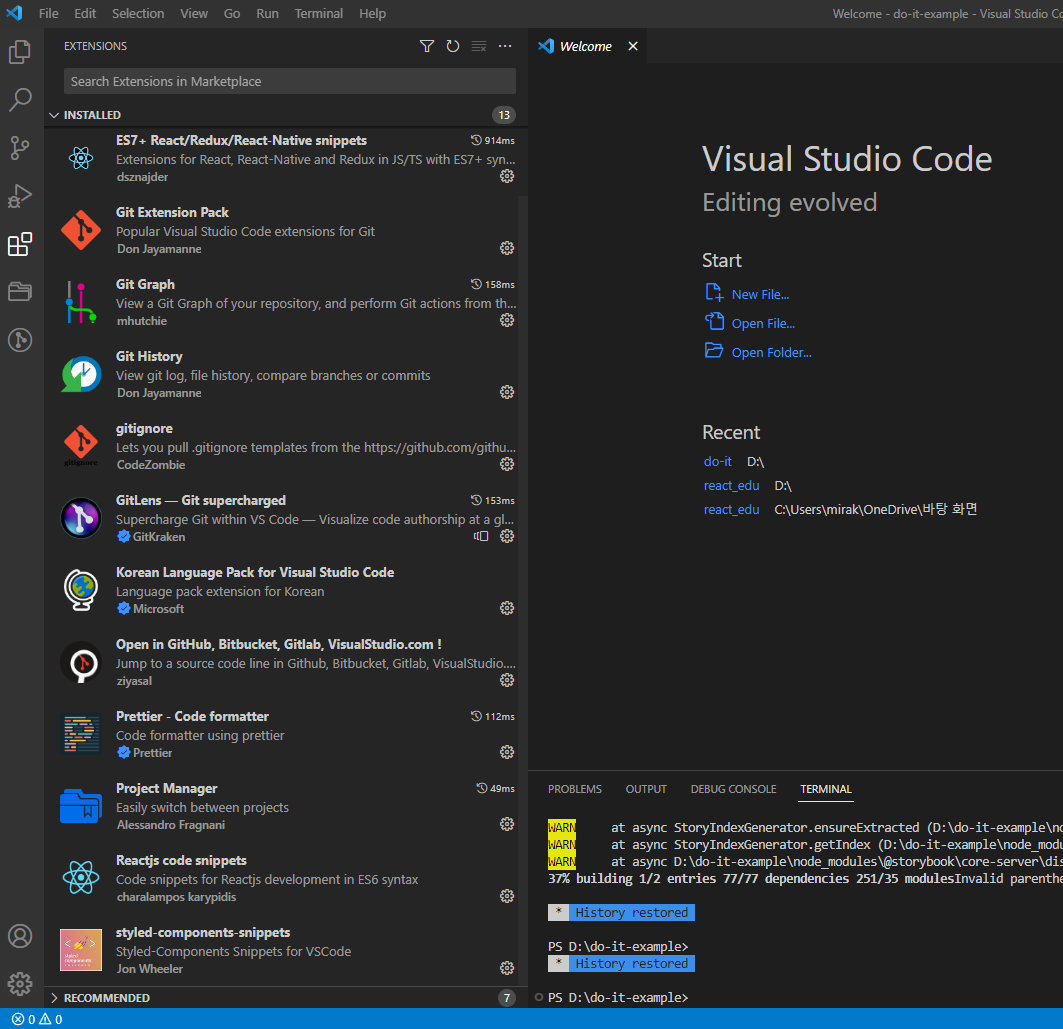 File Edit Selection View Go Run Terminal Help
Welcome - do-it-example - Visual Studio Co
EXTENSIONS
Search Extensions in Marketplace
INSTALLED 13
ES7+ React/Redux/React-Native snippets 914ms
Extensions for React, React-Native and Redux in JS/TS with ES7+ syn...
dsznajder
Git Extension Pack
Popular Visual Studio Code extensions for Git
Don Jayamanne
Git Graph 158ms
View a Git Graph of your repository, and perform Git actions from th...
mhutchie
Git History
View git log, file history, compare branches or commits
Don Jayamanne
gitignore
Lets you pull .gitignore templates from the https://github.com/githu...
CodeZombie
gitignore
GitLens — Git supercharged 153ms
Supercharge Git within VS Code — Visualize code authorship at a gl...
GitKraken
Korean Language Pack for Visual Studio Code
Language pack extension for Korean
Microsoft
Open in GitHub, Bitbucket, Gitlab, VisualStudio.com !
Jump to a source code line in Github, Bitbucket, Gitlab, VisualStudio....
ziyasal
Prettier - Code formatter 112ms
Code formatter using prettier
Prettier
Project Manager 49ms
Easily switch between projects
Alessandro Fragnani
Reactjs code snippets
Code snippets for Reactjs development in ES6 syntax
charalampos karypidis
styled-components-snippets
Styled-Components Snippets for VSCode
Jon Wheeler
RECOMMENDED 7
0 0
Welcome
Visual Studio Code
Editing evolved
Start
New File...
Open File...
Open Folder...
Recent
do-it D:\
react_edu D:\
react_edu C:\Users\mirak\OneDrive\바탕 화면
PROBLEMS OUTPUT DEBUG CONSOLE TERMINAL
WARN at async StoryIndexGenerator.ensureExtracted (D:\do-it-example\no
WARN at async StoryIndexGenerator.getIndex (D:\do-it-example\node_modu
WARN at async D:\do-it-example\node_modules\@storybook\core-server\dis
37% building 1/2 entries 77/77 dependencies 251/35 modulesInvalid parenthe
* History restored
PS D:\do-it-example>
* History restored
PS D:\do-it-example>